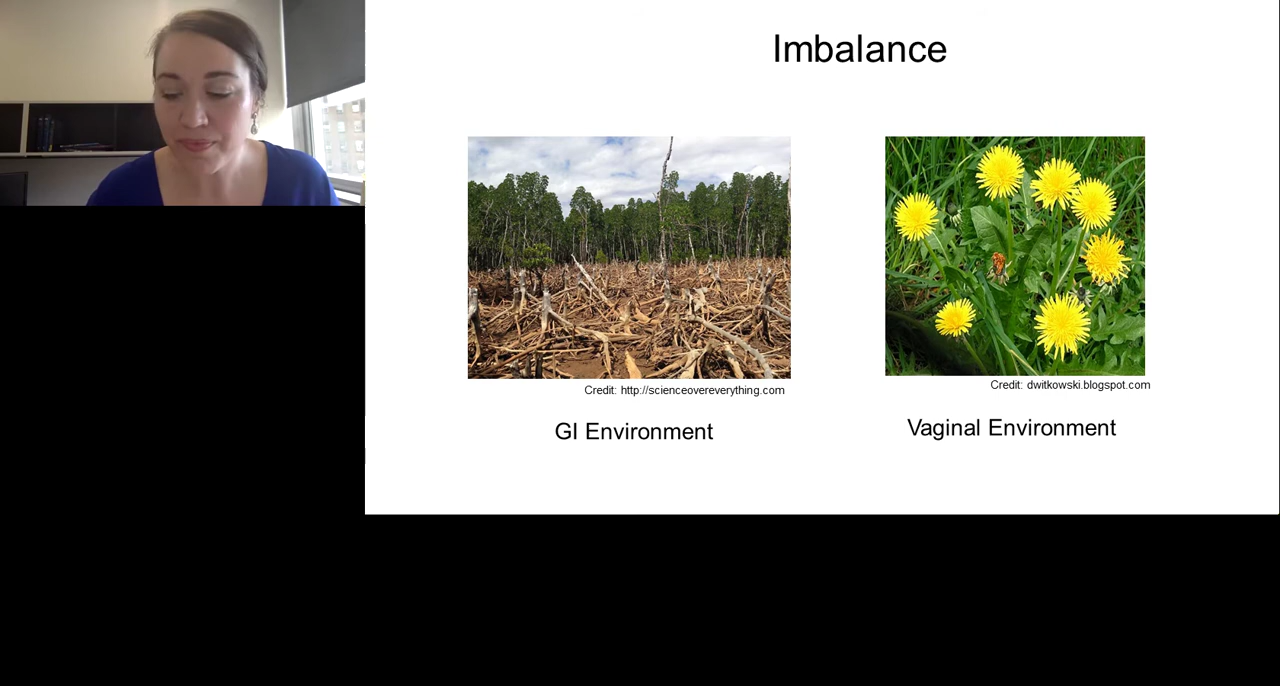 Imbalance
Credit: http://scienceovereverything.com
Credit: dwitkowski.blogspot.com
GI Environment
Vaginal Environment